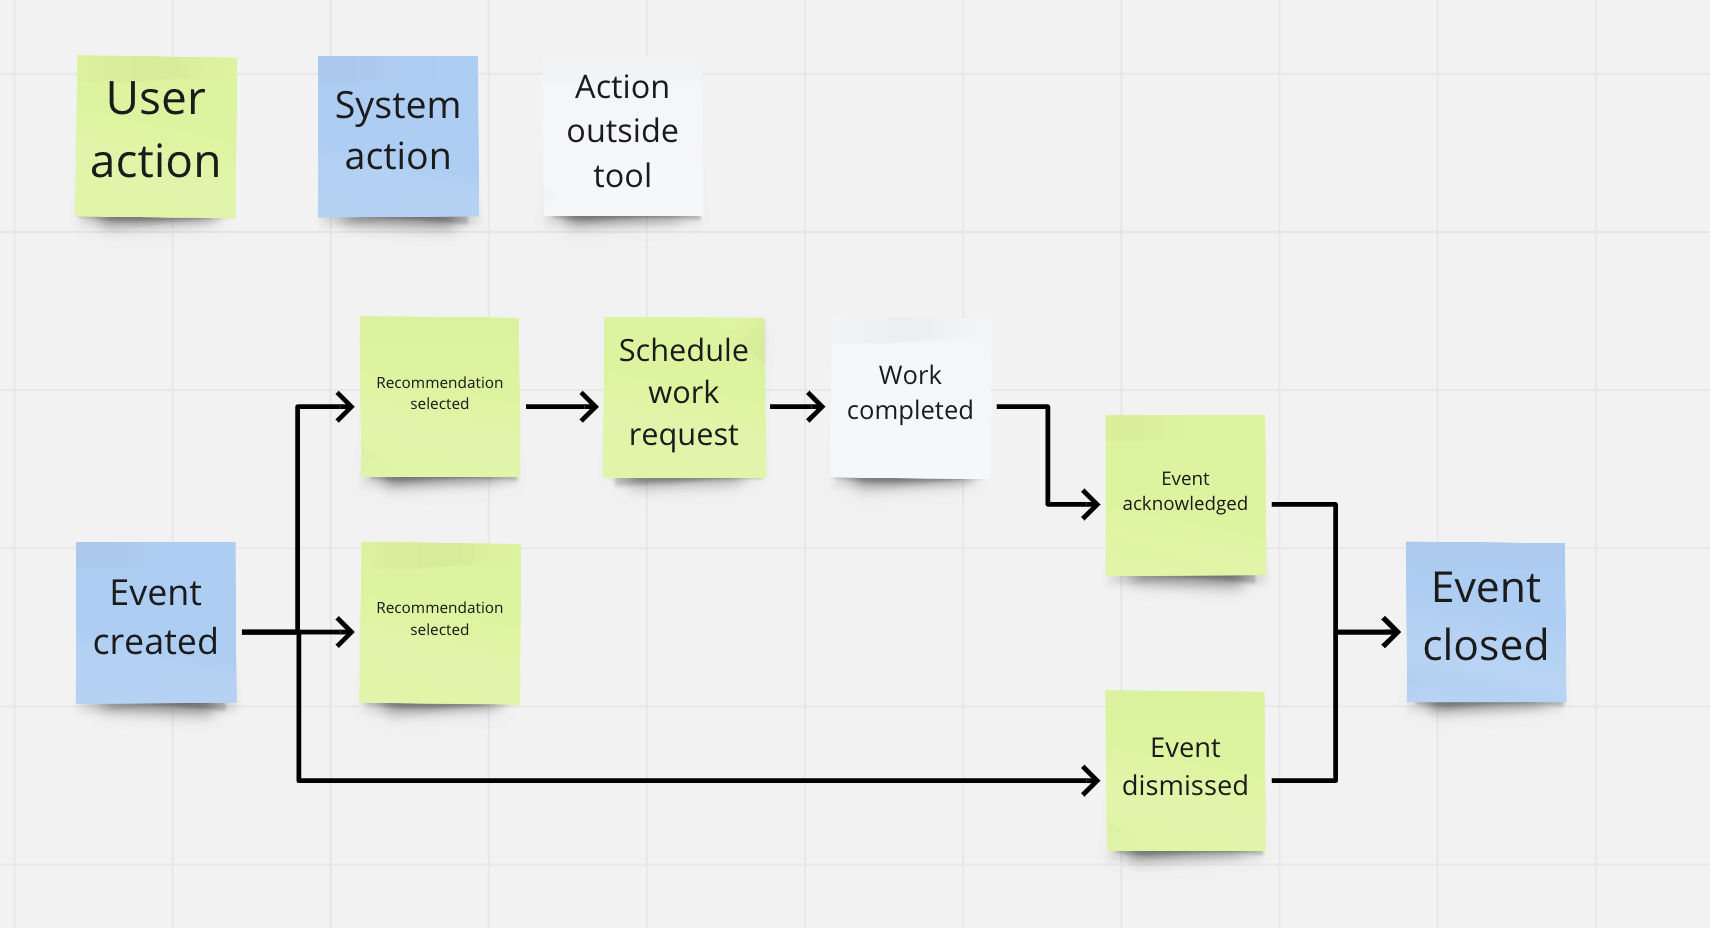 User
action
System
action
Action
outside
tool
Recommendation
selected
Schedule
work
request
Work
completed
Event
acknowledged
Event
created
Recommendation
selected
Event
closed
Event
dismissed